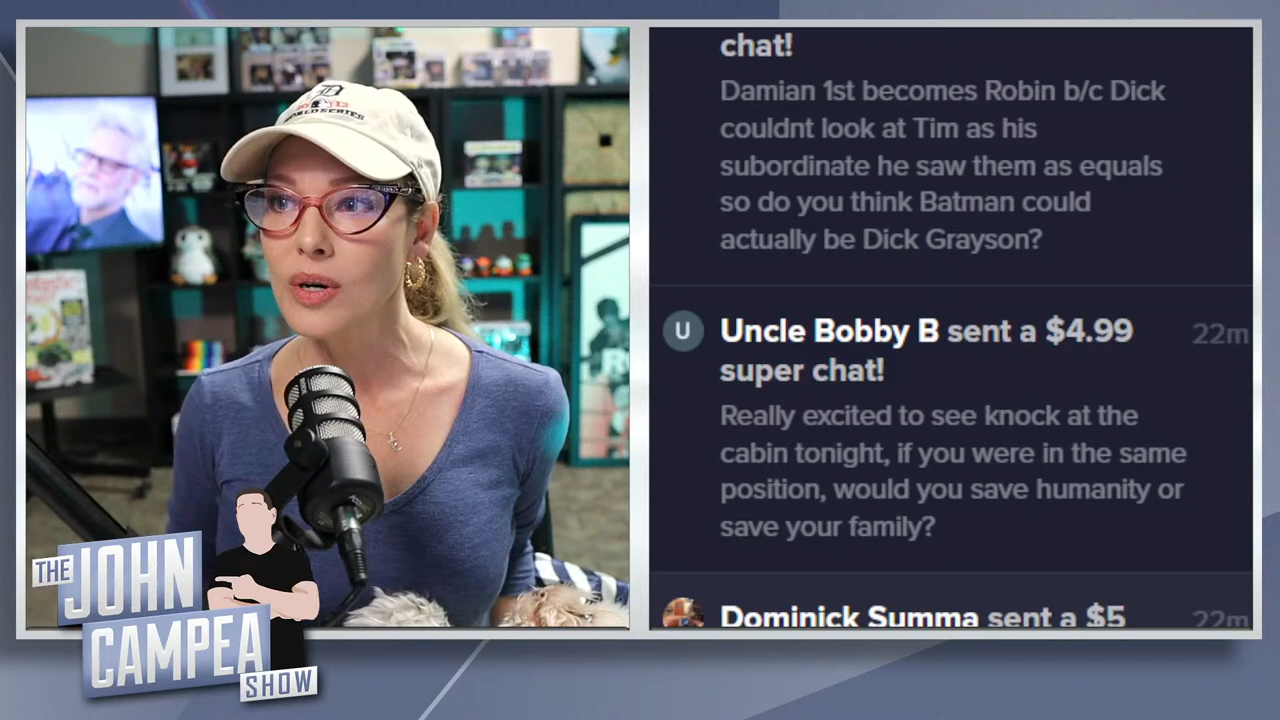 D
2012
WORLD SERIES
chat!
Damian 1st becomes Robin b/c Dick
couldnt look at Tim as his
subordinate he saw them as equals
so do you think Batman could
actually be Dick Grayson?
U
Uncle Bobby B sent a $4.99
22m
super chat!
Really excited to see knock at the
cabin tonight, if you were in the same
position, would you save humanity or
save your family?
Dominick Summa sent a $5
22m
THE
JOHN
CAMPEA
SHOW